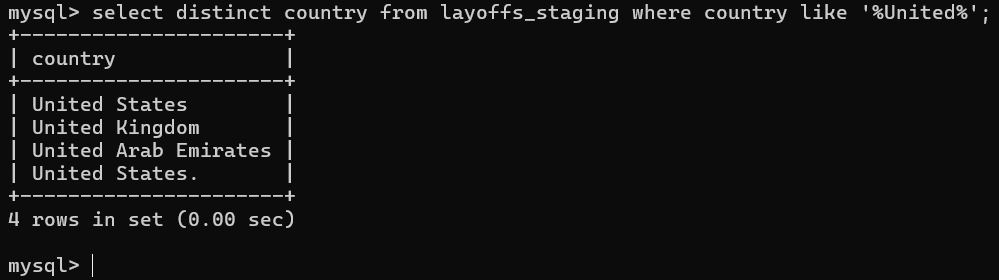 mysql> select distinct country from layoffs_staging where country like '%United%';
+----------------------+
| country              |
+----------------------+
| United States        |
| United Kingdom       |
| United Arab Emirates |
| United States.       |
+----------------------+
4 rows in set (0.00 sec)
mysql>